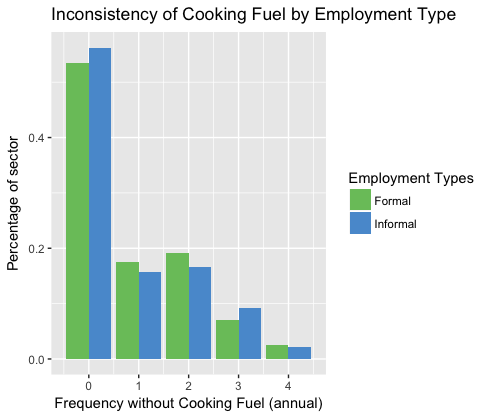 Inconsistency of Cooking Fuel by Employment Type
Percentage of sector
0.4
0.2
0.0
0 1 2 3 4
Frequency without Cooking Fuel (annual)
Employment Types
Formal
Informal